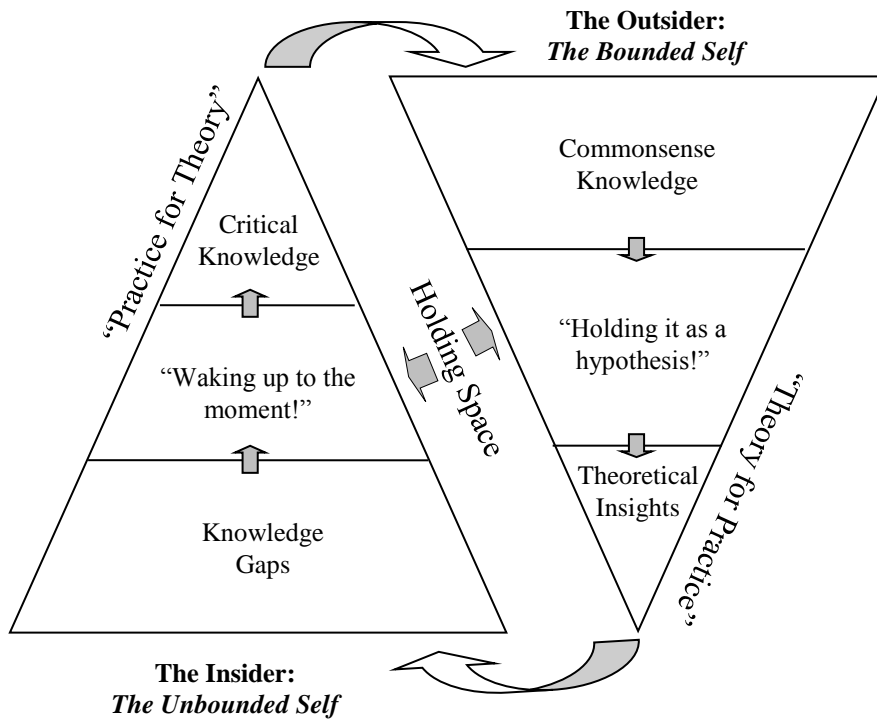 The Outsider:
The Bounded Self
“Practice for Theory”
Critical
Knowledge
“Waking up to the
moment!”
Knowledge
Gaps
Holding Space
Commonsense
Knowledge
“Holding it as a
hypothesis!”
Theoretical
Insights
“Theory for Practice”
The Insider:
The Unbounded Self